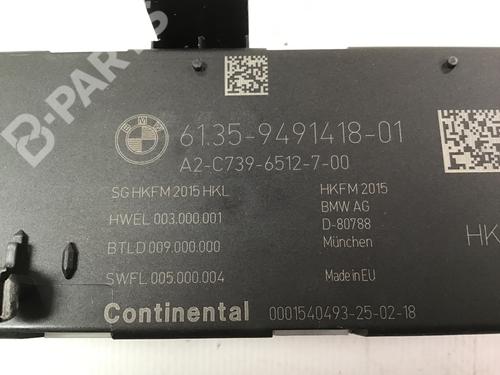 B-PARTS
BMW
61.35-9491418-01
A2-C739-6512-7-00
SG HKFM 2015 HKL
HWEL 003.000.001
BTLD 009.000.000
SWFL 005.000.004
HKFM 2015
BMW AG
D-80788
München
Made in EU
HK
Continental
0001540493-25-02-18